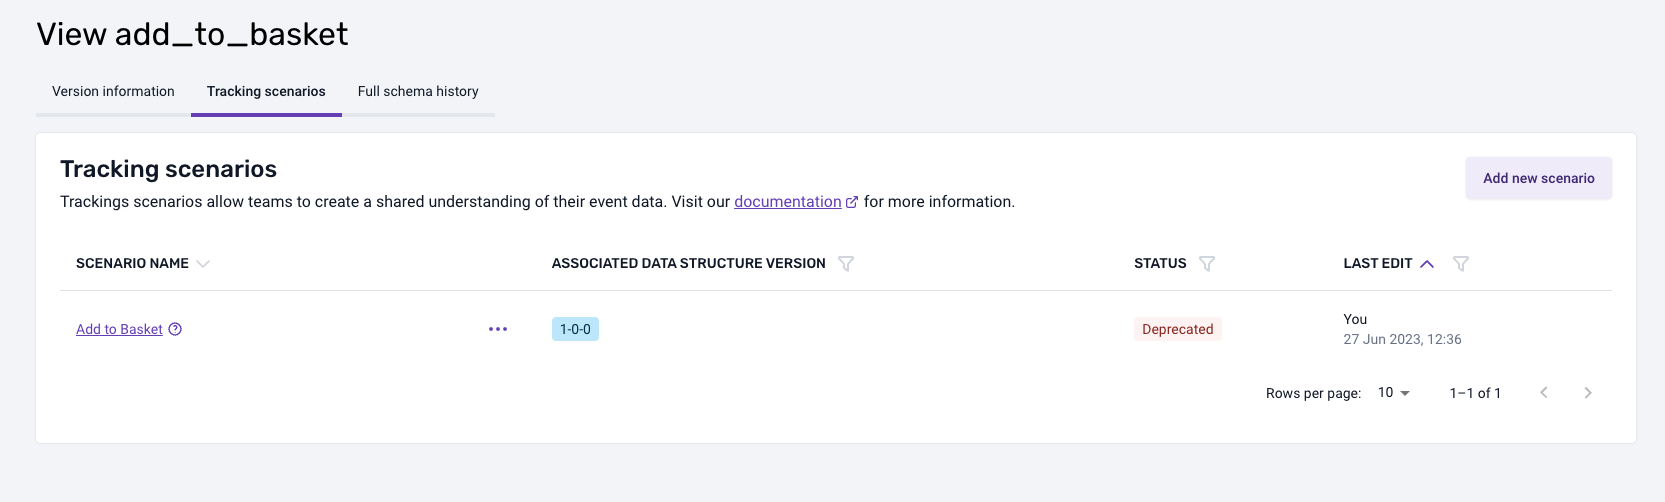 View add_to_basket
Version information Tracking scenarios Full schema history
Tracking scenarios
Add new scenario
Trackings scenarios allow teams to create a shared understanding of their event data. Visit our documentation for more information.
SCENARIO NAME ASSOCIATED DATA STRUCTURE VERSION STATUS LAST EDIT
Add to Basket 1-0-0 Deprecated You
27 Jun 2023, 12:36
Rows per page: 10 1–1 of 1